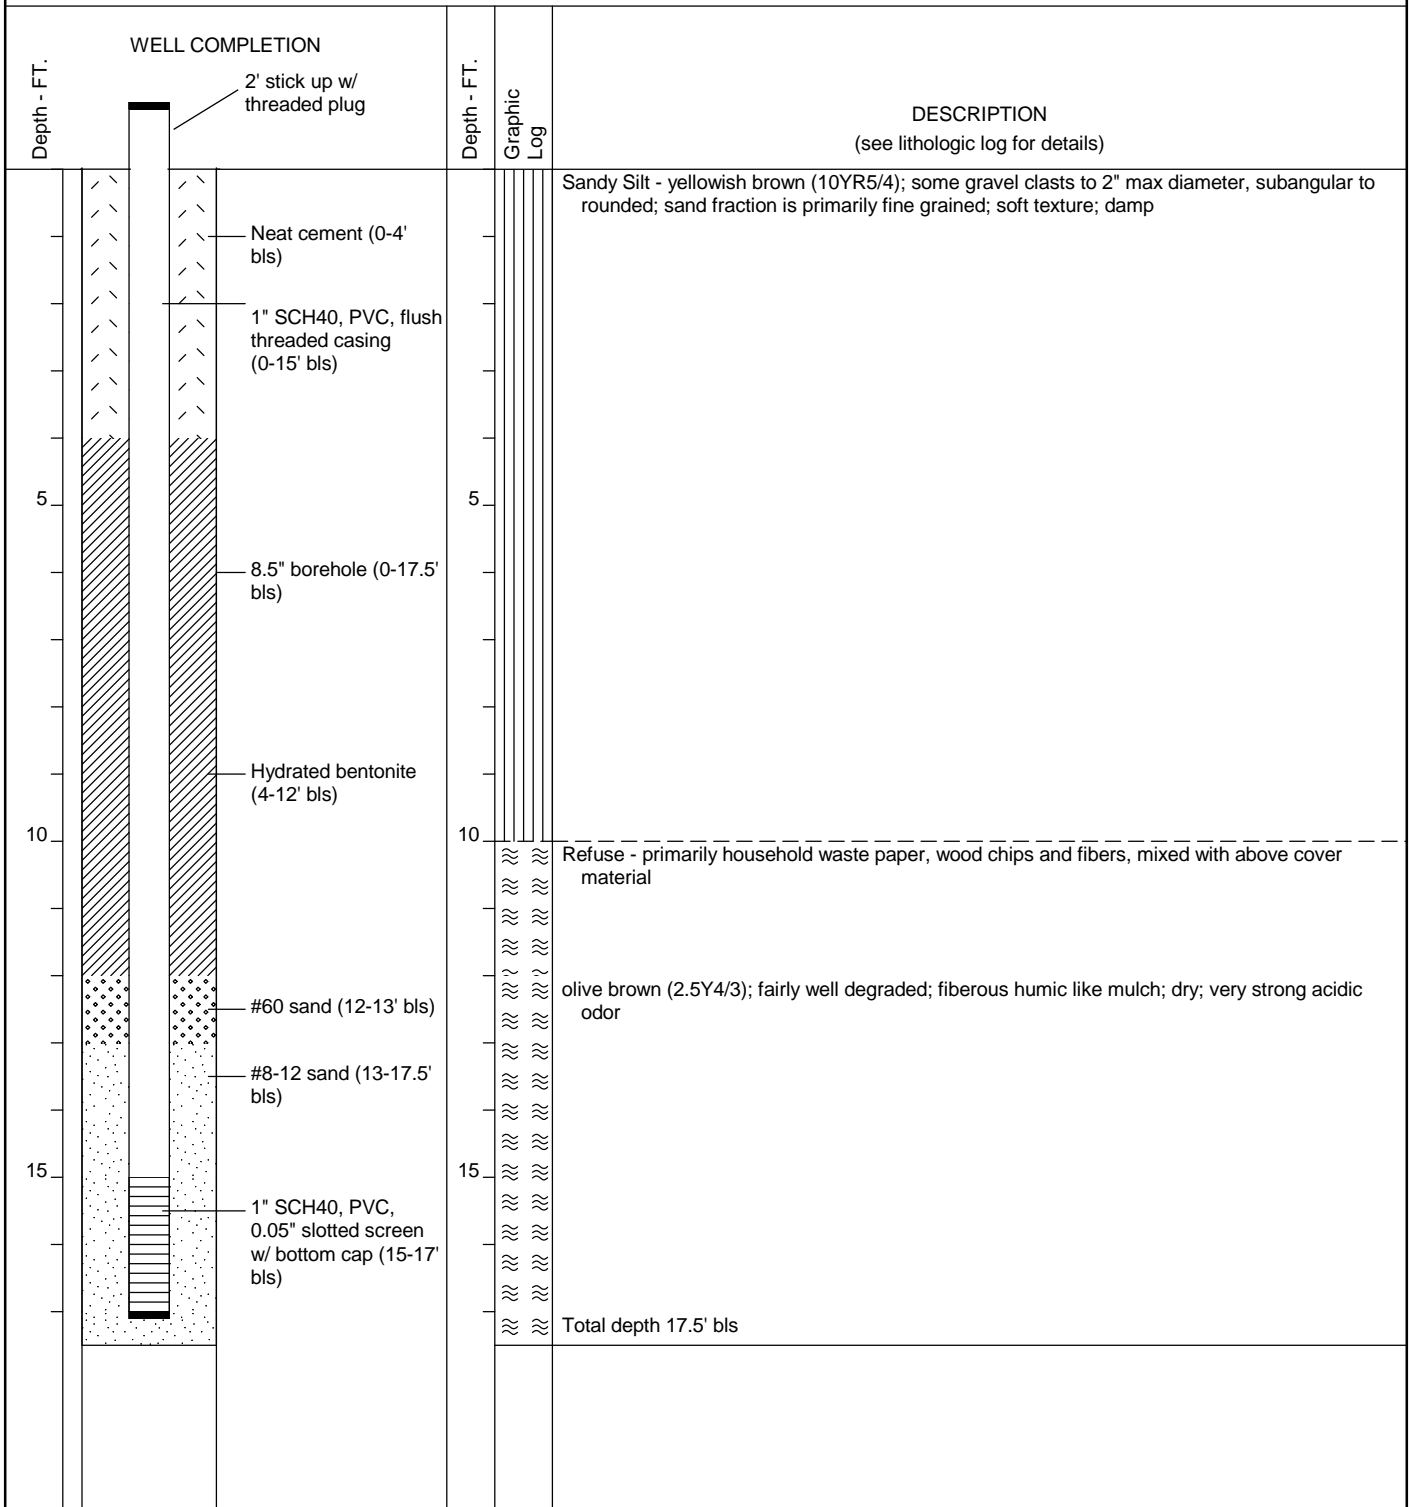 WELL COMPLETION
Depth - FT.
2' stick up w/
threaded plug
Depth - FT.
Graphic
Log
DESCRIPTION
(see lithologic log for details)
Neat cement (0-4'
bls)
1" SCH40, PVC, flush
threaded casing
(0-15' bls)
5
8.5" borehole (0-17.5'
bls)
Hydrated bentonite
(4-12' bls)
10
#60 sand (12-13' bls)
#8-12 sand (13-17.5'
bls)
15
1" SCH40, PVC,
0.05" slotted screen
w/ bottom cap (15-17'
bls)
5
10
15
Sandy Silt - yellowish brown (10YR5/4); some gravel clasts to 2" max diameter, subangular to
rounded; sand fraction is primarily fine grained; soft texture; damp
Refuse - primarily household waste paper, wood chips and fibers, mixed with above cover
material
olive brown (2.5Y4/3); fairly well degraded; fiberous humic like mulch; dry; very strong acidic
odor
Total depth 17.5' bls